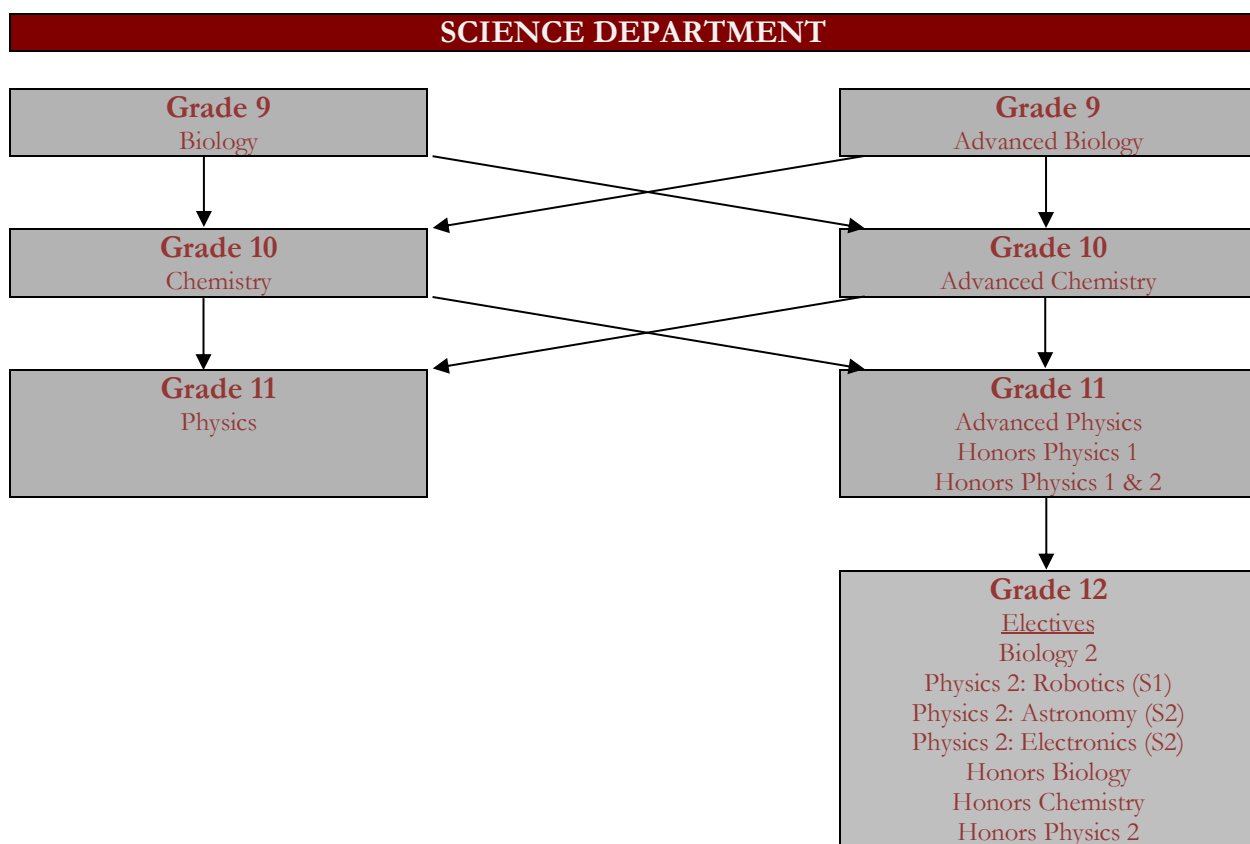 SCIENCE DEPARTMENT
Grade 9
Biology
Grade 9
Advanced Biology
Grade 10
Chemistry
Grade 10
Advanced Chemistry
Grade 11
Physics
Grade 11
Advanced Physics
Honors Physics 1
Honors Physics 1 & 2
Grade 12
Electives
Biology 2
Physics 2: Robotics (S1)
Physics 2: Astronomy (S2)
Physics 2: Electronics (S2)
Honors Biology
Honors Chemistry
Honors Physics 2